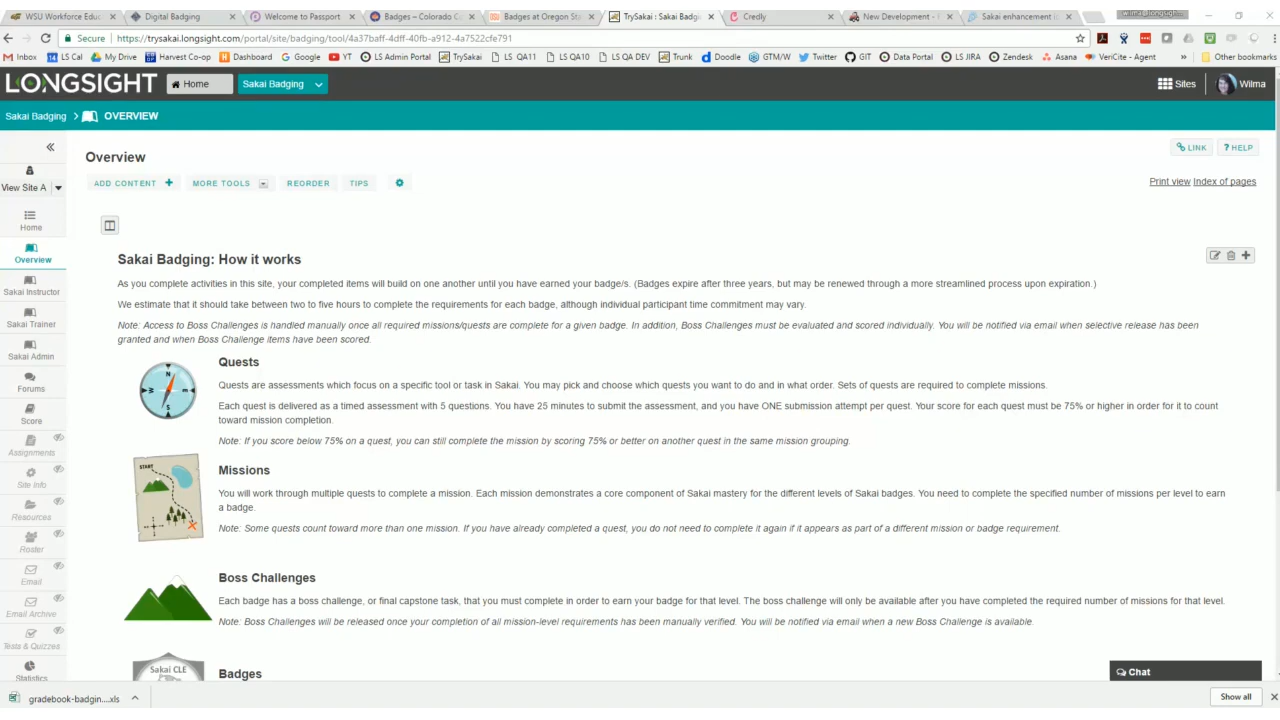 WSU Workforce Educ
Digital Badging
Welcome to Passport
Badges – Colorado C
Badges at Oregon Sta
TrySakai : Sakai Badgi
Credly
New Development - 
Sakai enhancement i
Secure
https://trysakai.longsight.com/portal/site/badging/tool/4a37baff-4dff-40fb-a912-4a7522cfe791
M Inbox
LS Cal
My Drive
Harvest Co-op
Dashboard
Google
YT
LS Admin Portal
TrySakai
LS QA11
LS QA10
LS QA DEV
Trunk
Doodle
GTM/W
Twitter
GIT
Data Portal
LS JIRA
Zendesk
Asana
VeriCite - Agent
»
Other bookmarks
LONGSIGHT
Home
Sakai Badging
Sites
Wilma
Sakai Badging > OVERVIEW
LINK
? HELP
Overview
ADD CONTENT +
MORE TOOLS
REORDER
TIPS
Print view Index of pages
View Site A
Home
Overview
Sakai Instructor
Sakai Trainer
Sakai Admin
Forums
Score
Assignments
Site Info
Resources
Roster
Email
Email Archive
Tests & Quizzes
Statistics
Sakai Badging: How it works
As you complete activities in this site, your completed items will build on one another until you have earned your badge/s. (Badges expire after three years, but may be renewed through a more streamlined process upon expiration.)
We estimate that it should take between two to five hours to complete the requirements for each badge, although individual participant time commitment may vary.
Note: Access to Boss Challenges is handled manually once all required missions/quests are complete for a given badge. In addition, Boss Challenges must be evaluated and scored individually. You will be notified via email when selective release has been
granted and when Boss Challenge items have been scored.
N
W
S
Quests
Quests are assessments which focus on a specific tool or task in Sakai. You may pick and choose which quests you want to do and in what order. Sets of quests are required to complete missions.
Each quest is delivered as a timed assessment with 5 questions. You have 25 minutes to submit the assessment, and you have ONE submission attempt per quest. Your score for each quest must be 75% or higher in order for it to count
toward mission completion.
Note: If you score below 75% on a quest, you can still complete the mission by scoring 75% or better on another quest in the same mission grouping.
START
Missions
You will work through multiple quests to complete a mission. Each mission demonstrates a core component of Sakai mastery for the different levels of Sakai badges. You need to complete the specified number of missions per level to earn
a badge.
Note: Some quests count toward more than one mission. If you have already completed a quest, you do not need to complete it again if it appears as part of a different mission or badge requirement.
Boss Challenges
Each badge has a boss challenge, or final capstone task, that you must complete in order to earn your badge for that level. The boss challenge will only be available after you have completed the required number of missions for that level.
Note: Boss Challenges will be released once your completion of all mission-level requirements has been manually verified. You will be notified via email when a new Boss Challenge is available.
Sakai CLE
Badges
Chat
gradebook-badgin....xls
Show all